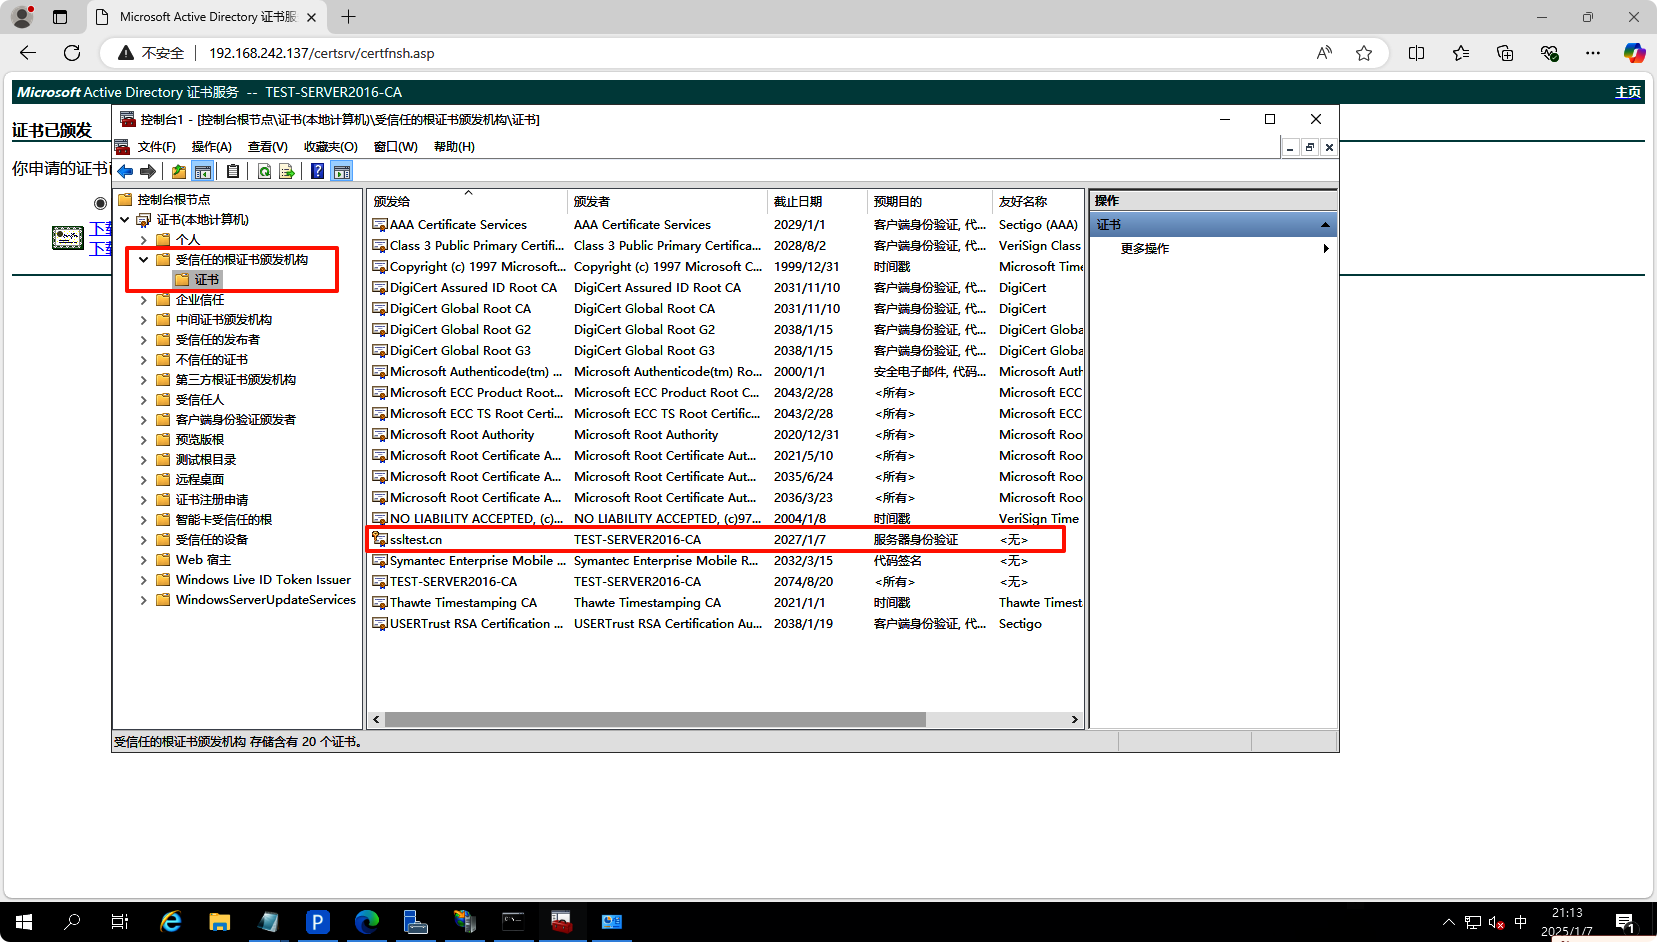 Microsoft Active Directory 证书服
不安全 192.168.242.137/certsrv/certfnsh.asp
Microsoft Active Directory 证书服务 -- TEST-SERVER2016-CA 主页
证书已颁发
你申请的证书
控制台1 - [控制台根节点\证书(本地计算机)\受信任的根证书颁发机构\证书]
文件(F) 操作(A) 查看(V) 收藏夹(O) 窗口(W) 帮助(H)
控制台根节点
证书(本地计算机)
个人
受信任的根证书颁发机构
证书
企业信任
中间证书颁发机构
受信任的发布者
不信任的证书
第三方根证书颁发机构
受信任人
客户端身份验证颁发者
预览版根
测试根目录
远程桌面
证书注册申请
智能卡受信任的根
受信任的设备
Web 宿主
Windows Live ID Token Issuer
WindowsServerUpdateServices
颁发给 颁发者 截止日期 预期目的 友好名称
AAA Certificate Services AAA Certificate Services 2029/1/1 客户端身份验证, 代... Sectigo (AAA)
Class 3 Public Primary Certifi... Class 3 Public Primary Certifica... 2028/8/2 客户端身份验证, 代... VeriSign Class
Copyright (c) 1997 Microsoft... Copyright (c) 1997 Microsoft C... 1999/12/31 时间戳 Microsoft Time
DigiCert Assured ID Root CA DigiCert Assured ID Root CA 2031/11/10 客户端身份验证, 代... DigiCert
DigiCert Global Root CA DigiCert Global Root CA 2031/11/10 客户端身份验证, 代... DigiCert
DigiCert Global Root G2 DigiCert Global Root G2 2038/1/15 客户端身份验证, 代... DigiCert Globa
DigiCert Global Root G3 DigiCert Global Root G3 2038/1/15 客户端身份验证, 代... DigiCert Globa
Microsoft Authenticode(tm) ... Microsoft Authenticode(tm) Ro... 2000/1/1 安全电子邮件, 代码... Microsoft Auth
Microsoft ECC Product Root... Microsoft ECC Product Root C... 2043/2/28 <所有> Microsoft ECC
Microsoft ECC TS Root Certi... Microsoft ECC TS Root Certific... 2043/2/28 <所有> Microsoft ECC
Microsoft Root Authority Microsoft Root Authority 2020/12/31 <所有> Microsoft Roo
Microsoft Root Certificate A... Microsoft Root Certificate Aut... 2021/5/10 <所有> Microsoft Roo
Microsoft Root Certificate A... Microsoft Root Certificate Aut... 2035/6/24 <所有> Microsoft Roo
Microsoft Root Certificate A... Microsoft Root Certificate Aut... 2036/3/23 <所有> Microsoft Roo
NO LIABILITY ACCEPTED, (c)... NO LIABILITY ACCEPTED, (c)97... 2004/1/8 时间戳 VeriSign Time
ssltest.cn TEST-SERVER2016-CA 2027/1/7 服务器身份验证 <无>
Symantec Enterprise Mobile ... Symantec Enterprise Mobile R... 2032/3/15 代码签名 <无>
TEST-SERVER2016-CA TEST-SERVER2016-CA 2074/8/20 <所有> <无>
Thawte Timestamping CA Thawte Timestamping CA 2021/1/1 时间戳 Thawte Timest
USERTrust RSA Certification ... USERTrust RSA Certification Au... 2038/1/19 客户端身份验证, 代... Sectigo
操作
证书
更多操作
受信任的根证书颁发机构 存储含有 20 个证书。
中
21:13
2025/1/7
1